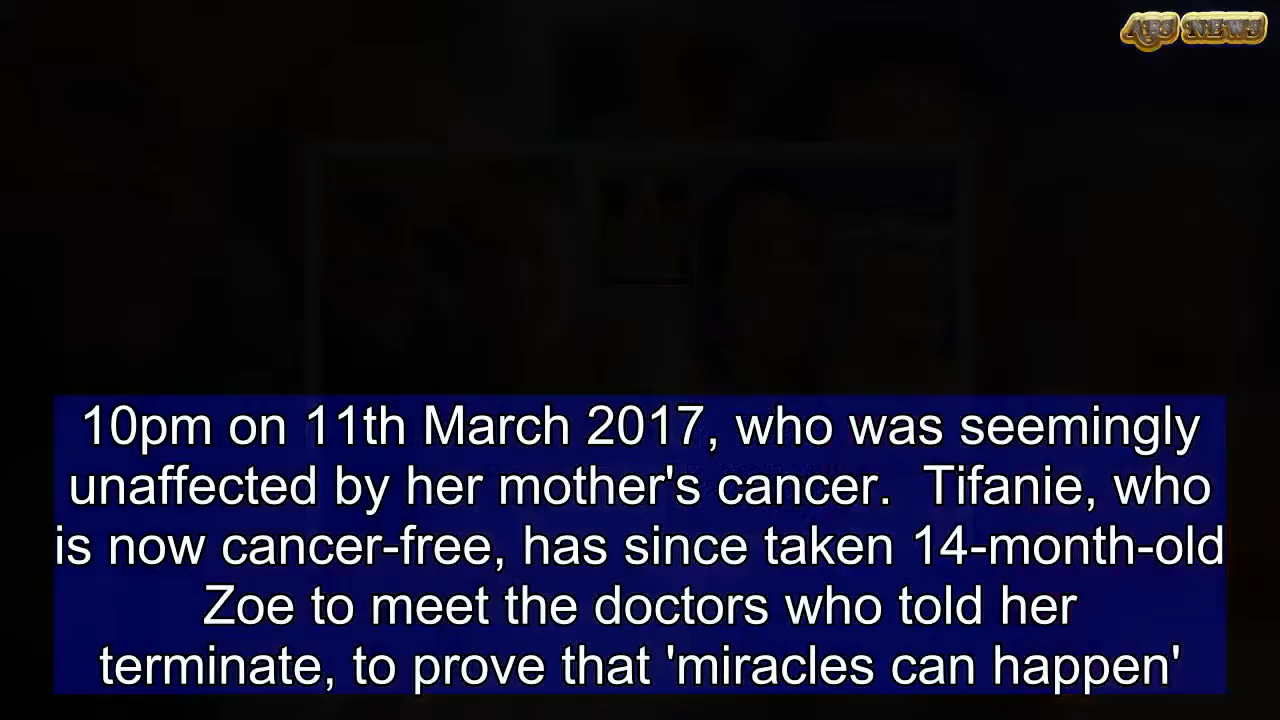 APS NEWS
10pm on 11th March 2017, who was seemingly
unaffected by her mother's cancer.  Tifanie, who
is now cancer-free, has since taken 14-month-old
Zoe to meet the doctors who told her
terminate, to prove that 'miracles can happen'